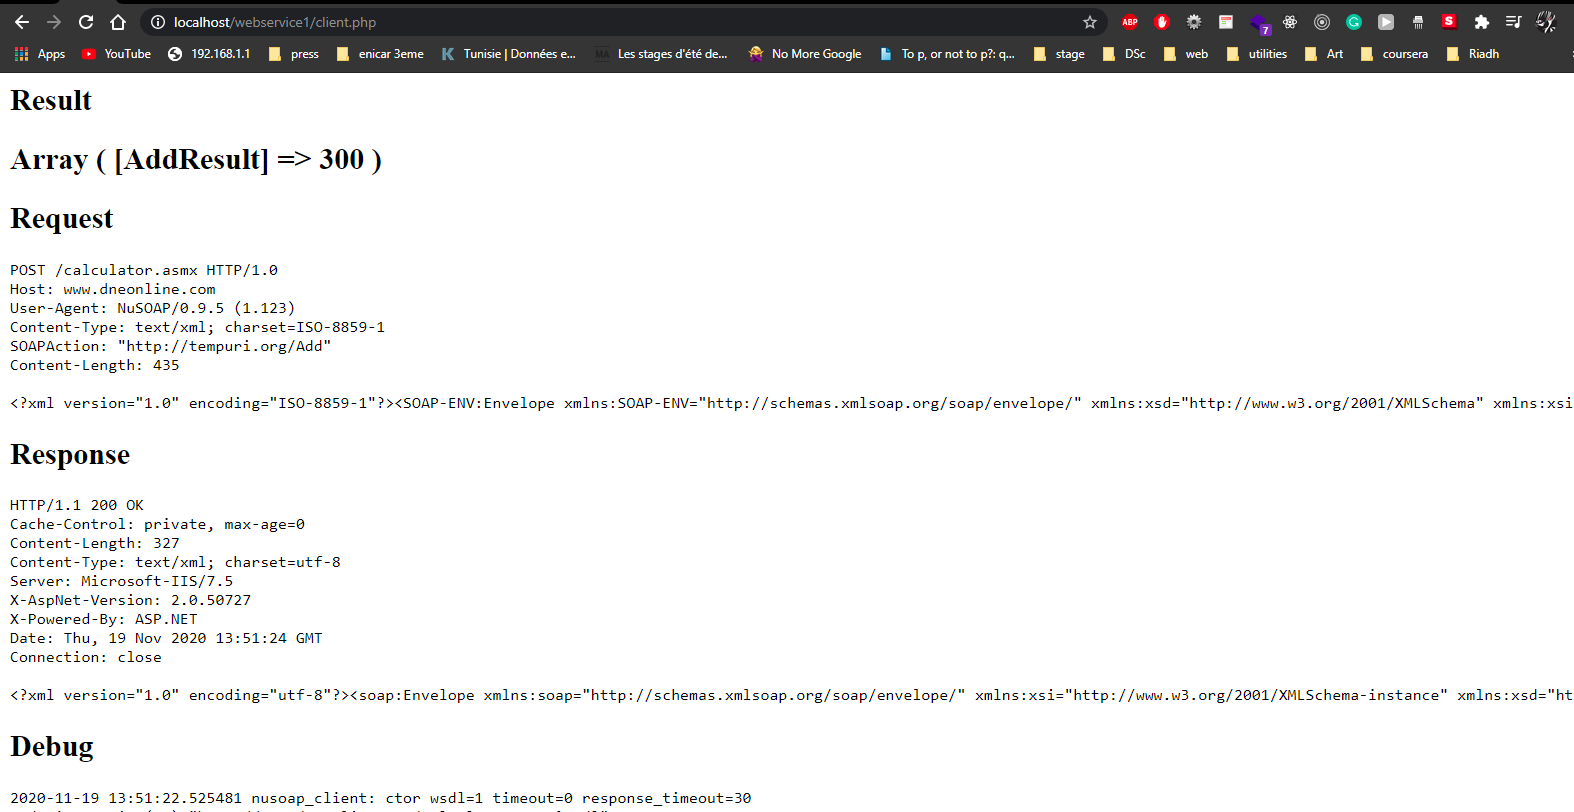 localhost/webservice1/client.php
ABP
7
G
S
Apps
YouTube
192.168.1.1
press
enicar 3eme
K
Tunisie | Données e...
MA
Les stages d'été de...
No More Google
To p, or not to p?: q...
stage
DSc
web
utilities
Art
coursera
Riadh
Result
Array ( [AddResult] => 300 )
Request
POST /calculator.asmx HTTP/1.0
Host: www.dneonline.com
User-Agent: NuSOAP/0.9.5 (1.123)
Content-Type: text/xml; charset=ISO-8859-1
SOAPAction: "http://tempuri.org/Add"
Content-Length: 435
<?xml version="1.0" encoding="ISO-8859-1"?><SOAP-ENV:Envelope xmlns:SOAP-ENV="http://schemas.xmlsoap.org/soap/envelope/" xmlns:xsd="http://www.w3.org/2001/XMLSchema" xmlns:xsi
Response
HTTP/1.1 200 OK
Cache-Control: private, max-age=0
Content-Length: 327
Content-Type: text/xml; charset=utf-8
Server: Microsoft-IIS/7.5
X-AspNet-Version: 2.0.50727
X-Powered-By: ASP.NET
Date: Thu, 19 Nov 2020 13:51:24 GMT
Connection: close
<?xml version="1.0" encoding="utf-8"?><soap:Envelope xmlns:soap="http://schemas.xmlsoap.org/soap/envelope/" xmlns:xsi="http://www.w3.org/2001/XMLSchema-instance" xmlns:xsd="ht
Debug
2020-11-19 13:51:22.525481 nusoap_client: ctor wsdl=1 timeout=0 response_timeout=30